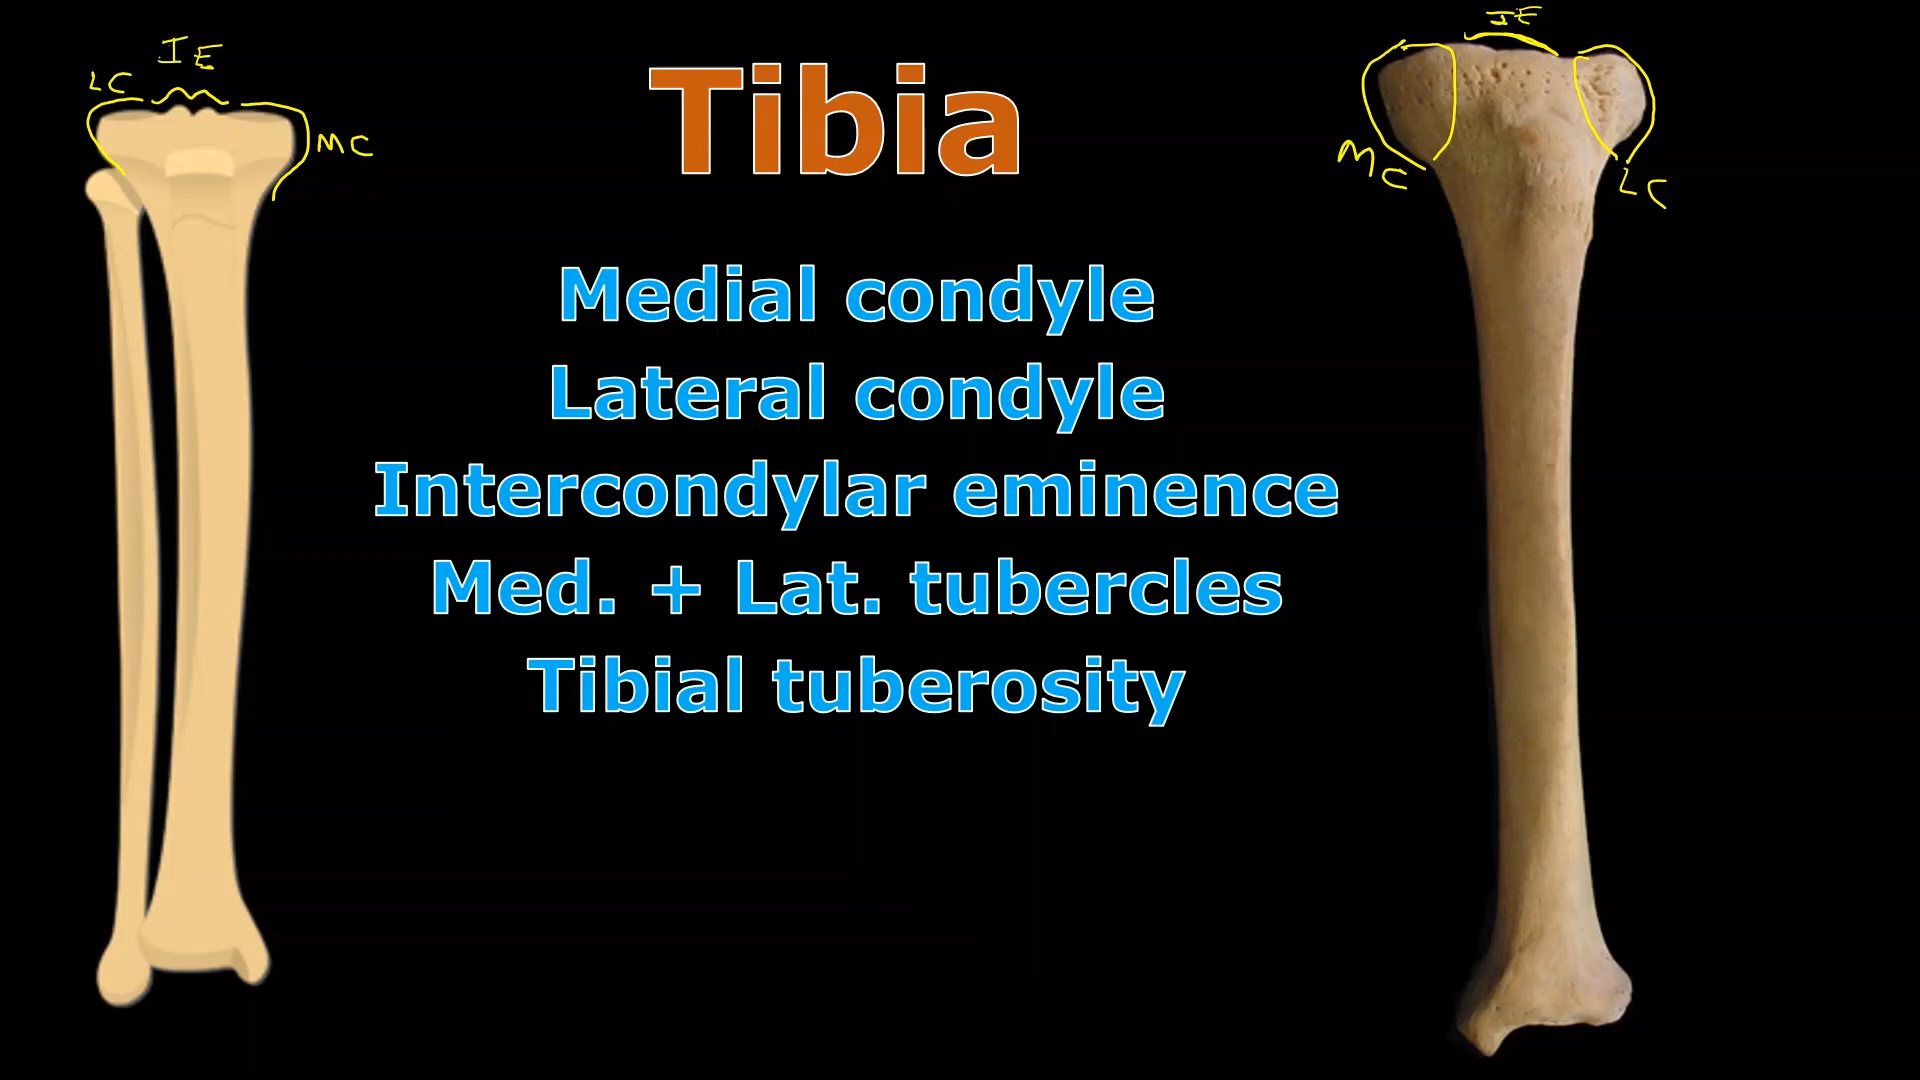 IE
LC
MC
Tibia
Medial condyle
Lateral condyle
Intercondylar eminence
Med. + Lat. tubercles
Tibial tuberosity
IE
MC
LC